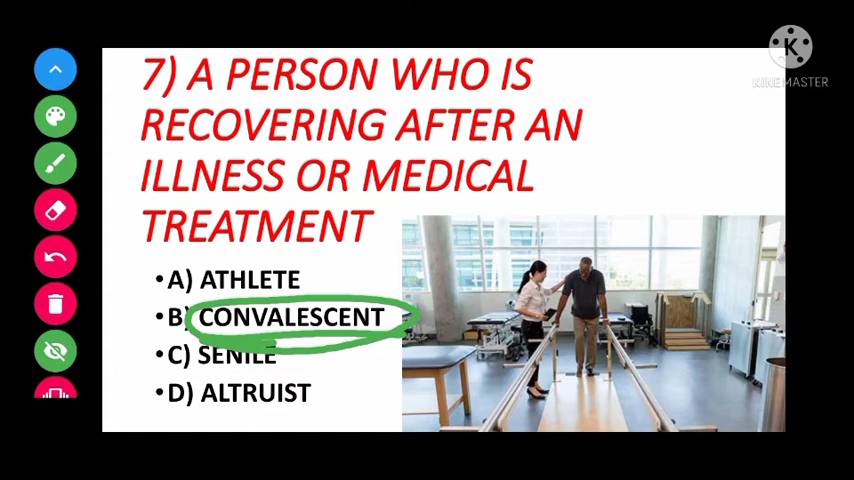 K
KINEMASTER
7) A PERSON WHO IS
RECOVERING AFTER AN
ILLNESS OR MEDICAL
TREATMENT
•A) ATHLETE
•B) CONVALESCENT
•C) SENILE
•D) ALTRUIST